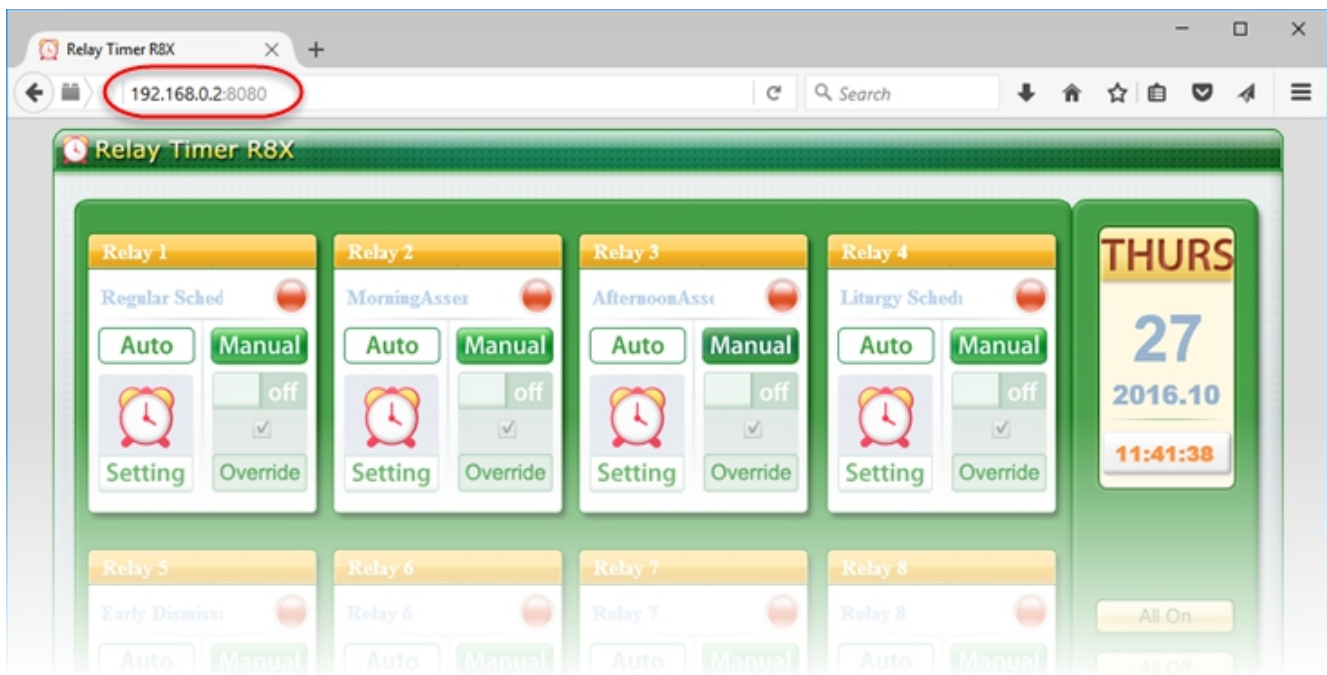 Relay Timer R8X
192.168.0.2:8080
Search
Relay Timer R8X
Relay 1 Relay 2 Relay 3 Relay 4
Regular Sched MorningAsser AfternoonAsse Liturgy Schedu
Auto Manual Auto Manual Auto Manual Auto Manual
off off off off
Setting Override Setting Override Setting Override Setting Override
THURS
27
2016.10
11:41:38
Relay 5 Relay 6 Relay 7 Relay 8
Early Dismiss: Relay 6 Relay 7 Relay 8
Auto Manual Auto Manual Auto Manual Auto Manual
All On
All Off